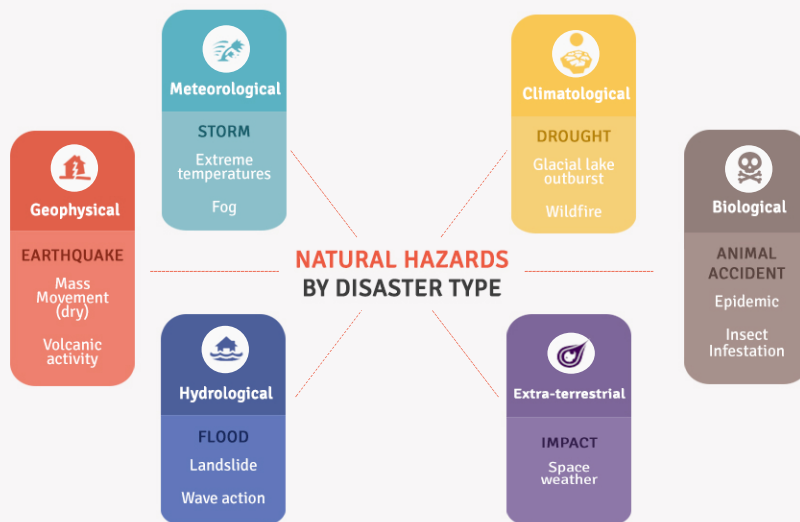 Meteorological
STORM
Extreme
temperatures
Fog
Climatological
DROUGHT
Glacial lake
outburst
Wildfire
Geophysical
EARTHQUAKE
Mass
Movement
(dry)
Volcanic
activity
NATURAL HAZARDS
BY DISASTER TYPE
Biological
ANIMAL
ACCIDENT
Epidemic
Insect
Infestation
Hydrological
FLOOD
Landslide
Wave action
Extra-terrestrial
IMPACT
Space
weather